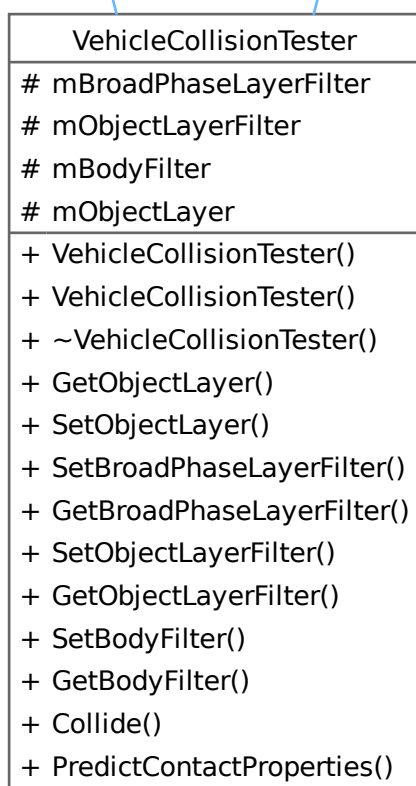 VehicleCollisionTester
# mBroadPhaseLayerFilter
# mObjectLayerFilter
# mBodyFilter
# mObjectLayer
+ VehicleCollisionTester()
+ VehicleCollisionTester()
+ ~VehicleCollisionTester()
+ GetObjectLayer()
+ SetObjectLayer()
+ SetBroadPhaseLayerFilter()
+ GetBroadPhaseLayerFilter()
+ SetObjectLayerFilter()
+ GetObjectLayerFilter()
+ SetBodyFilter()
+ GetBodyFilter()
+ Collide()
+ PredictContactProperties()